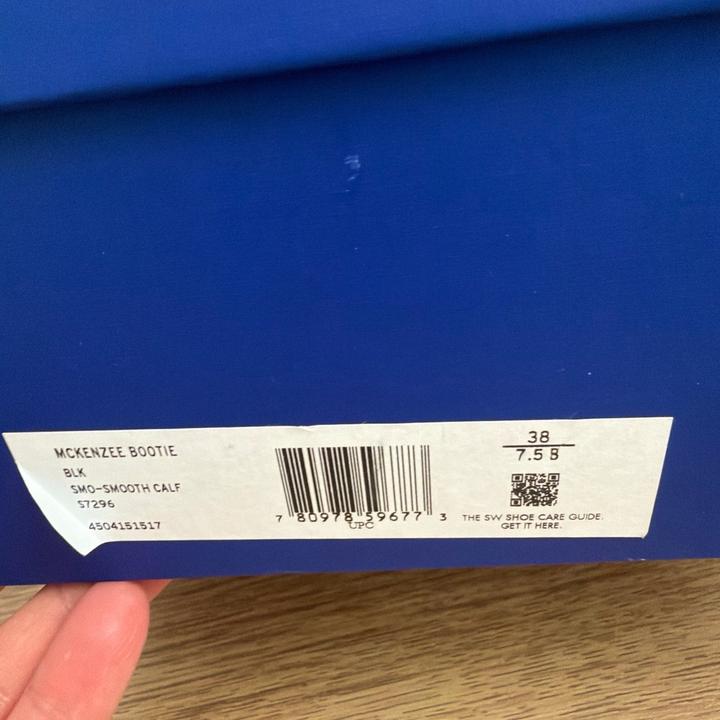 MCKENZEE BOOTIE
BLK
SMO-SMOOTH CALF
S7296
4504151517
7 80978 59677 3
UPC
38
7.5 B
THE SW SHOE CARE GUIDE.
GET IT HERE.